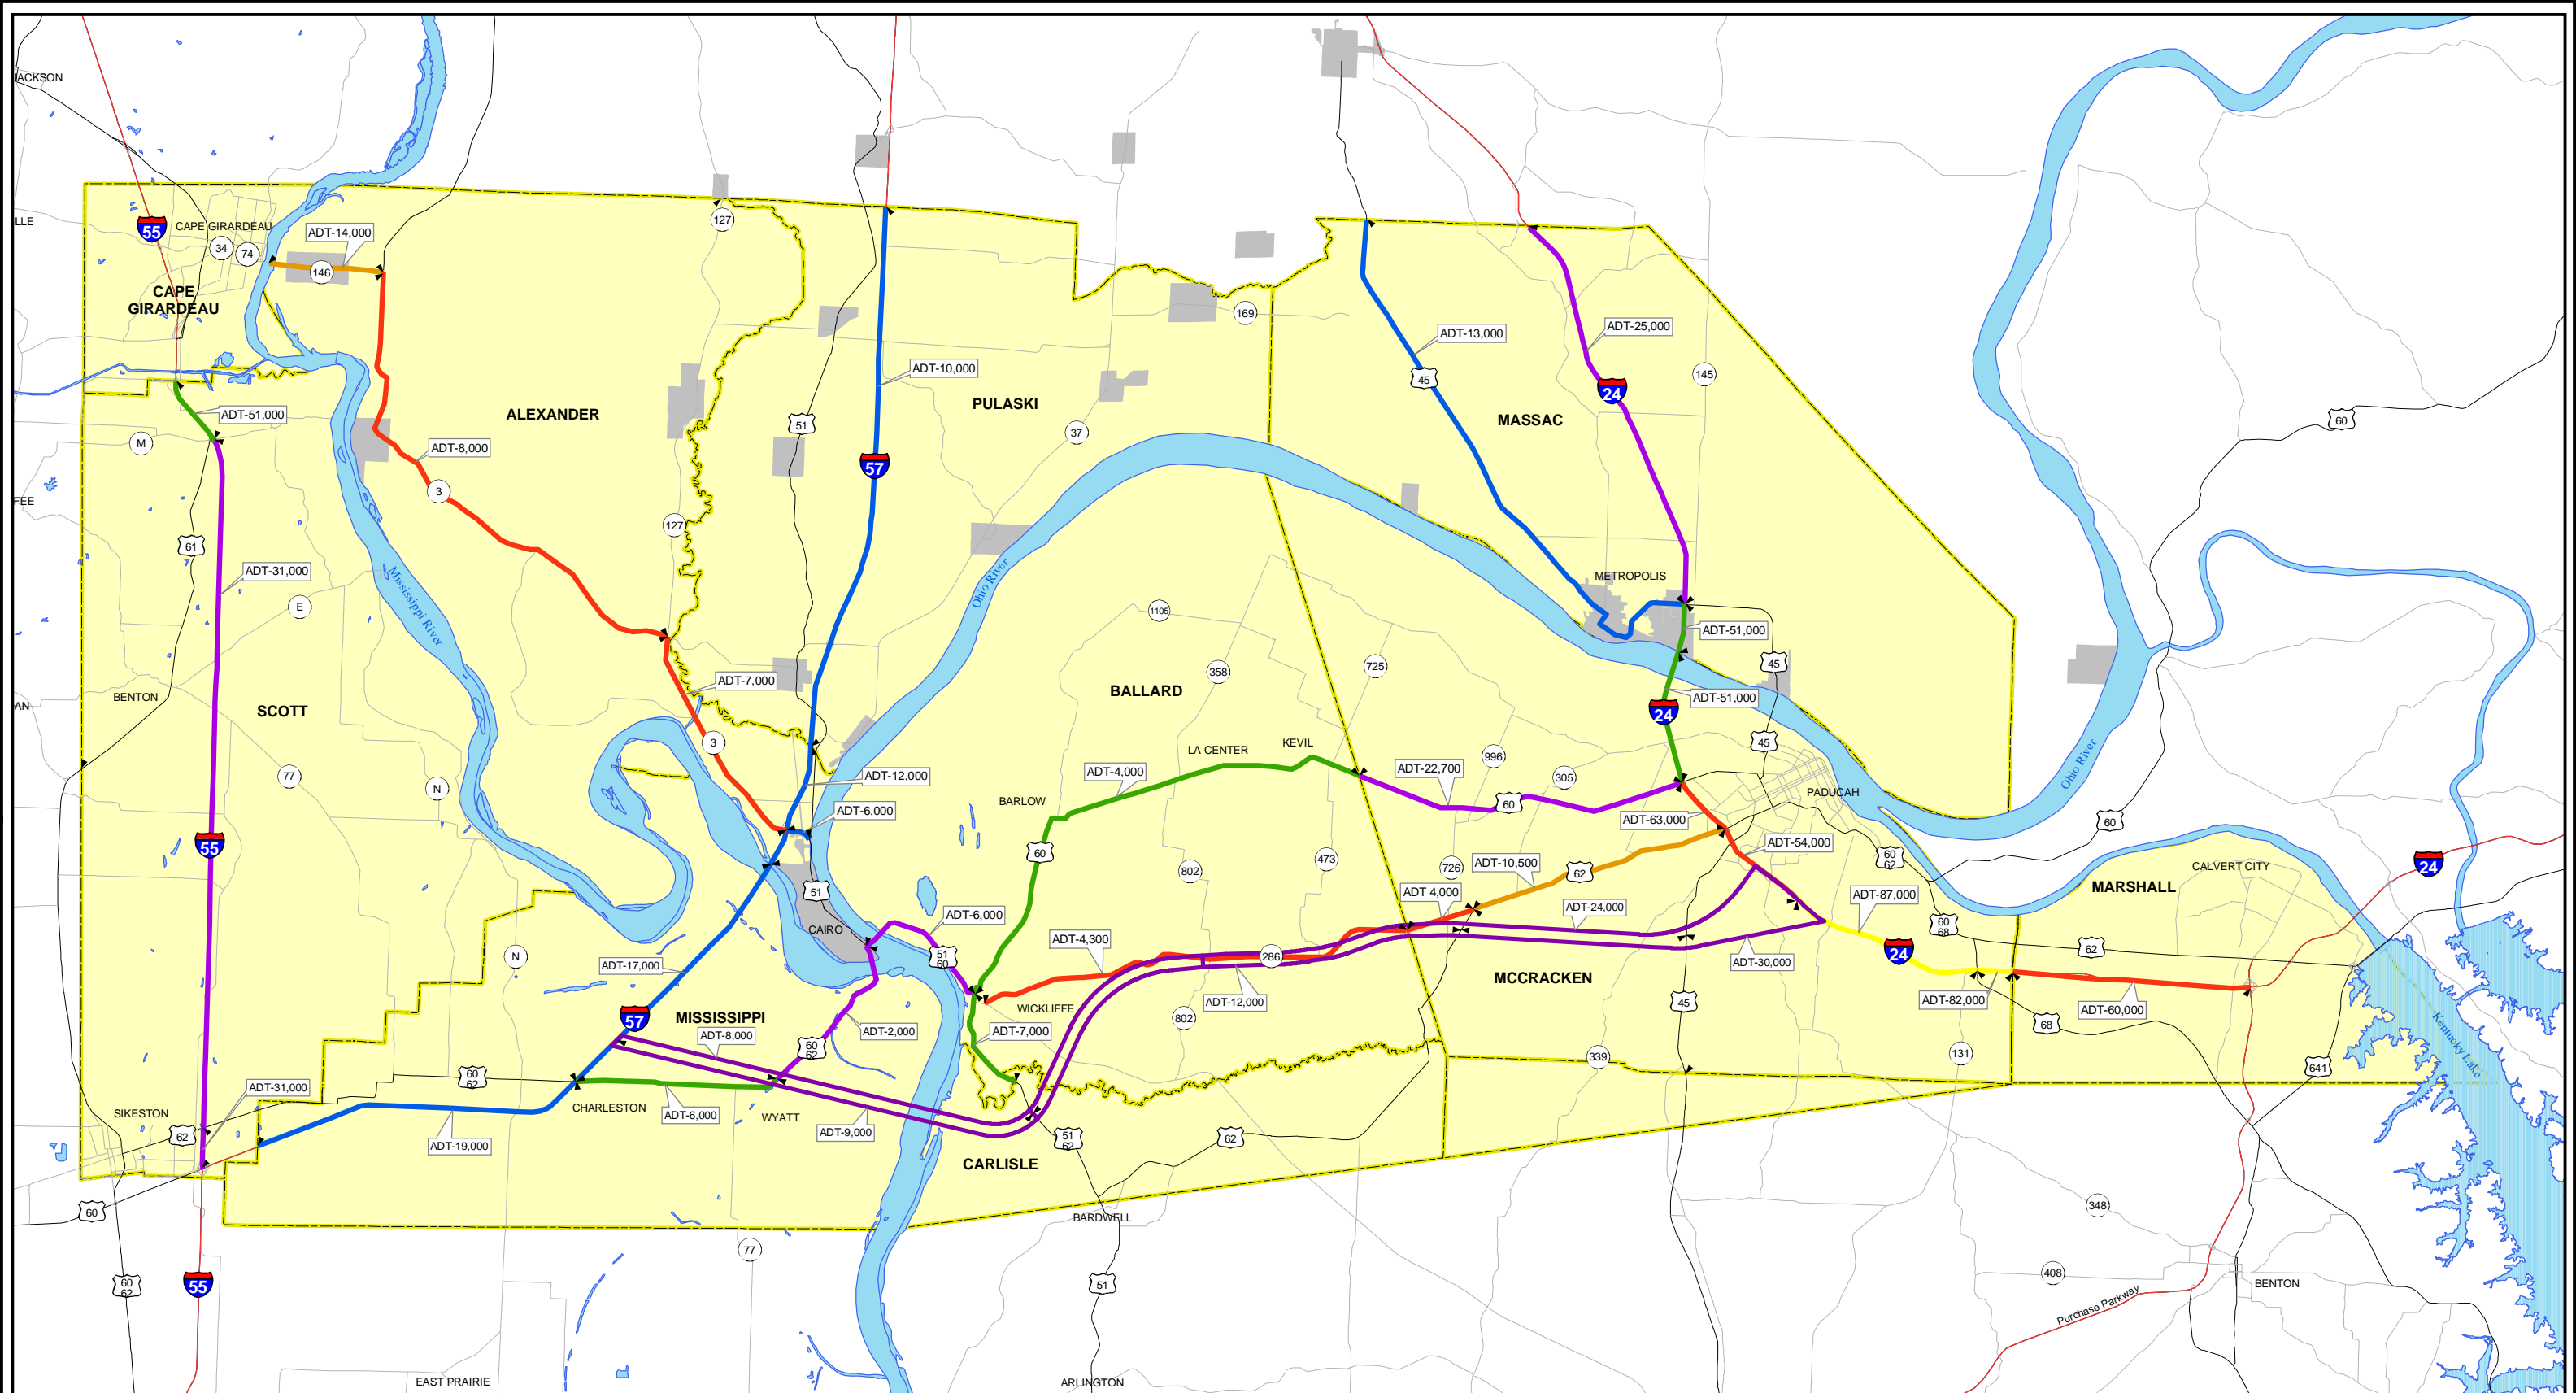 JACKSON
LLE
55
CAPE GIRARDEAU
34
74
ADT-14,000
146
127
CAPE
GIRARDEAU
169
ADT-13,000
ADT-25,000
45
24
145
ADT-10,000
ADT-51,000
ALEXANDER
PULASKI
MASSAC
51
37
60
M
ADT-8,000
57
3
FEE
127
61
Mississippi River
Ohio River
ADT-31,000
E
METROPOLIS
1105
ADT-51,000
45
358
725
ADT-7,000
BENTON
AN
SCOTT
BALLARD
ADT-51,000
24
3
45
LA CENTER
KEVIL
996
Ohio River
77
N
ADT-12,000
ADT-4,000
ADT-22,700
305
BARLOW
60
PADUCAH
ADT-6,000
ADT-63,000
60
55
60
473
ADT-54,000
60
62
24
CALVERT CITY
802
726
ADT-10,500
62
MARSHALL
51
ADT 4,000
ADT-87,000
ADT-6,000
ADT-24,000
CAIRO
60
68
ADT-4,300
62
N
51
60
286
24
ADT-17,000
ADT-30,000
MCCRACKEN
ADT-12,000
45
ADT-82,000
ADT-60,000
WICKLIFFE
57
MISSISSIPPI
802
68
Kentucky Lake
ADT-8,000
ADT-2,000
ADT-7,000
60
62
339
131
641
60
62
ADT-31,000
CHARLESTON
SIKESTON
ADT-6,000
WYATT
62
ADT-9,000
51
62
62
ADT-19,000
CARLISLE
60
348
BARDWELL
77
408
55
60
62
51
BENTON
Purchase Parkway
EAST PRAIRIE
ARLINGTON